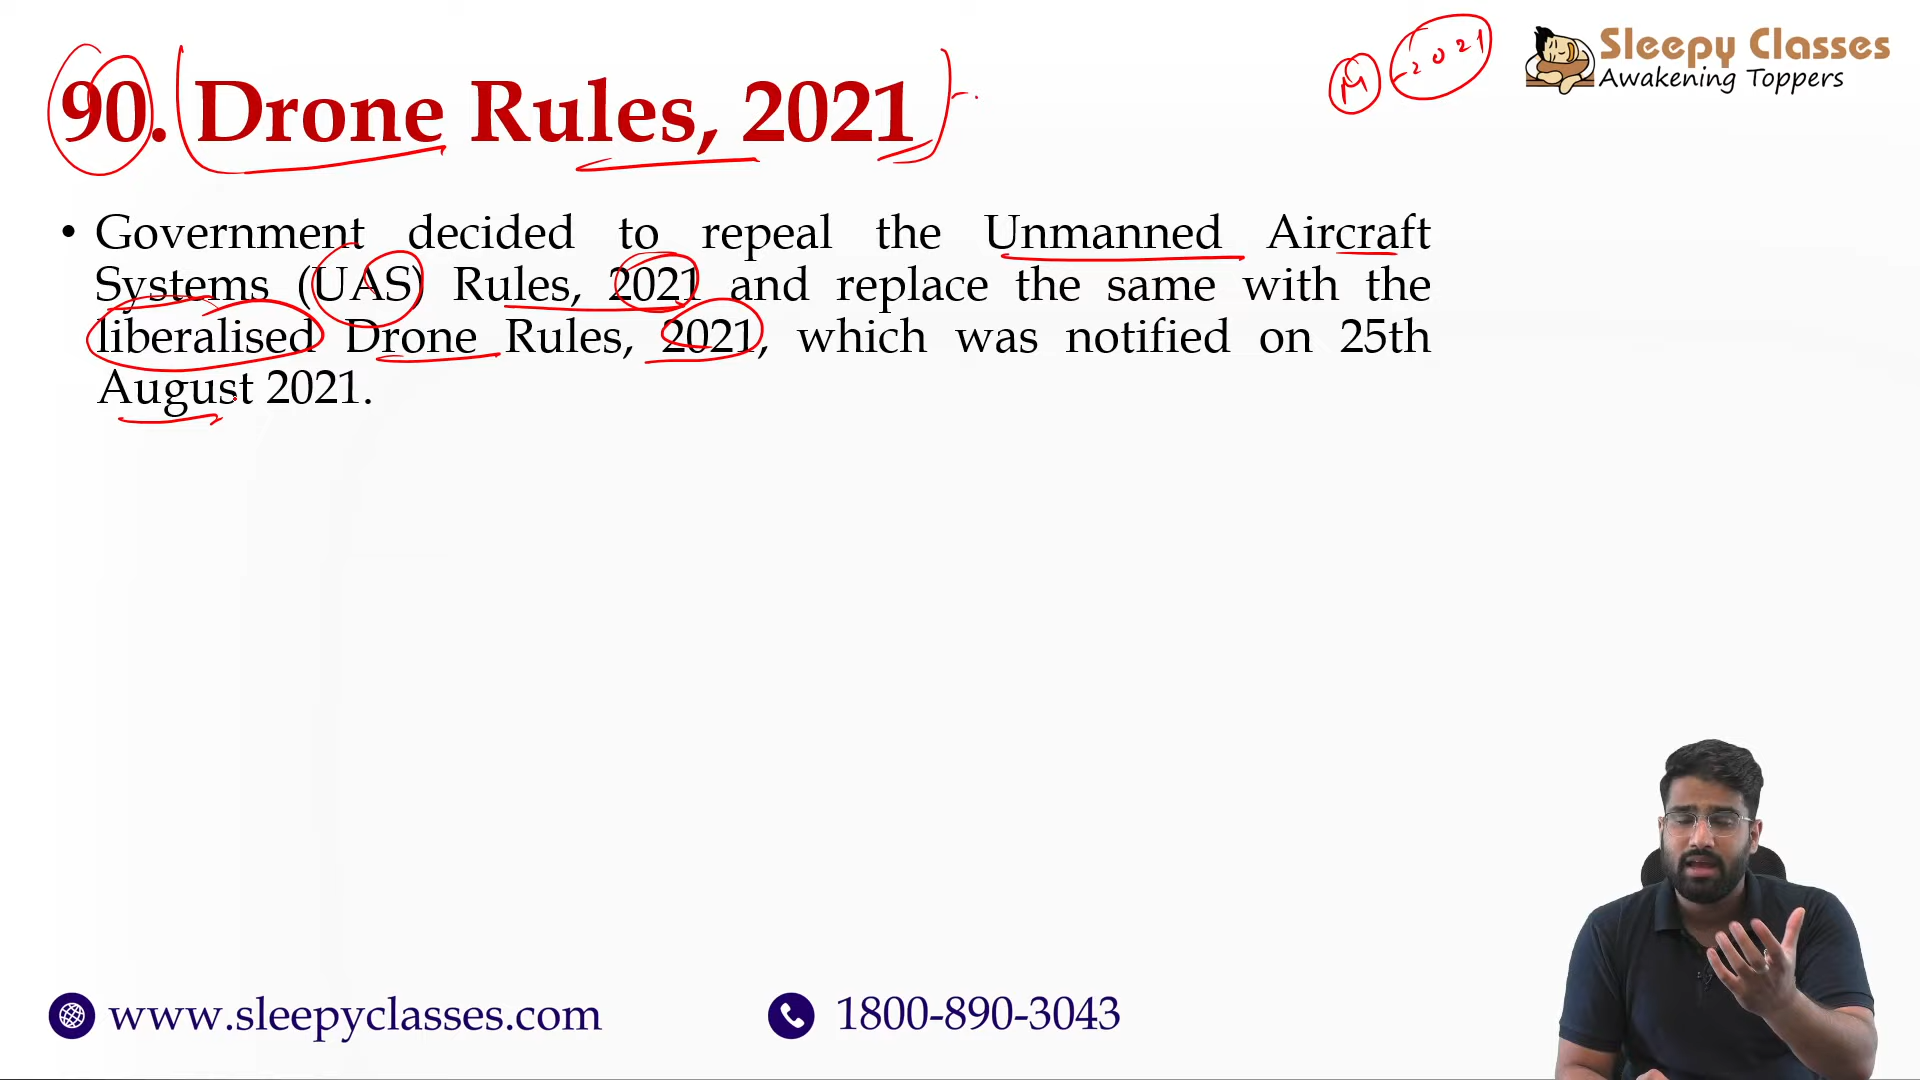 90. Drone Rules, 2021
M 2021
Sleepy Classes
Awakening Toppers
• Government decided to repeal the Unmanned Aircraft
Systems (UAS) Rules, 2021 and replace the same with the
liberalised Drone Rules, 2021, which was notified on 25th
August 2021.
www.sleepyclasses.com
1800-890-3043